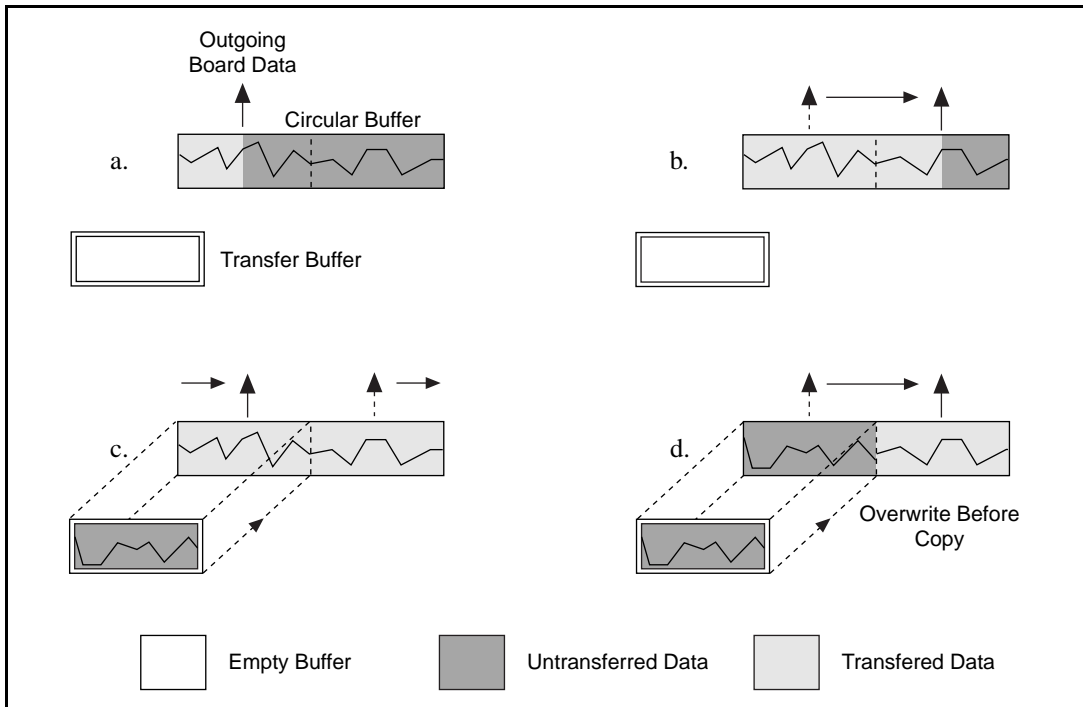 Outgoing
Board Data
Circular Buffer
a.
b.
Transfer Buffer
c.
d.
Overwrite Before
Copy
Empty Buffer
Untransferred Data
Transfered Data